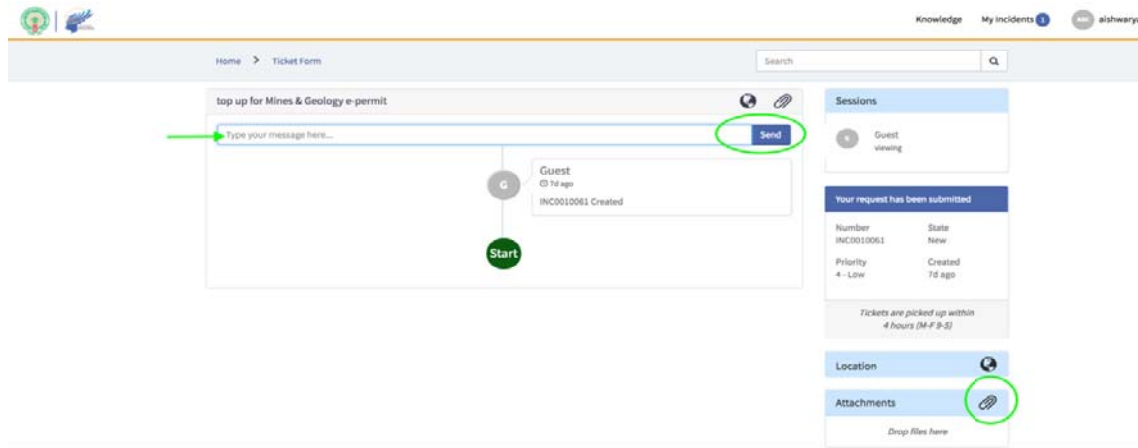 Knowledge
My Incidents 1
ABC aishwarya
Home > Ticket Form
Search
top up for Mines & Geology e-permit
Type your message here...
Send
G
Guest
7d ago
INC0010061 Created
Start
Sessions
Guest
viewing
Your request has been submitted
Number State
INC0010061 New
Priority Created
4 - Low 7d ago
Tickets are picked up within
4 hours (M-F 9-5)
Location
Attachments
Drop files here